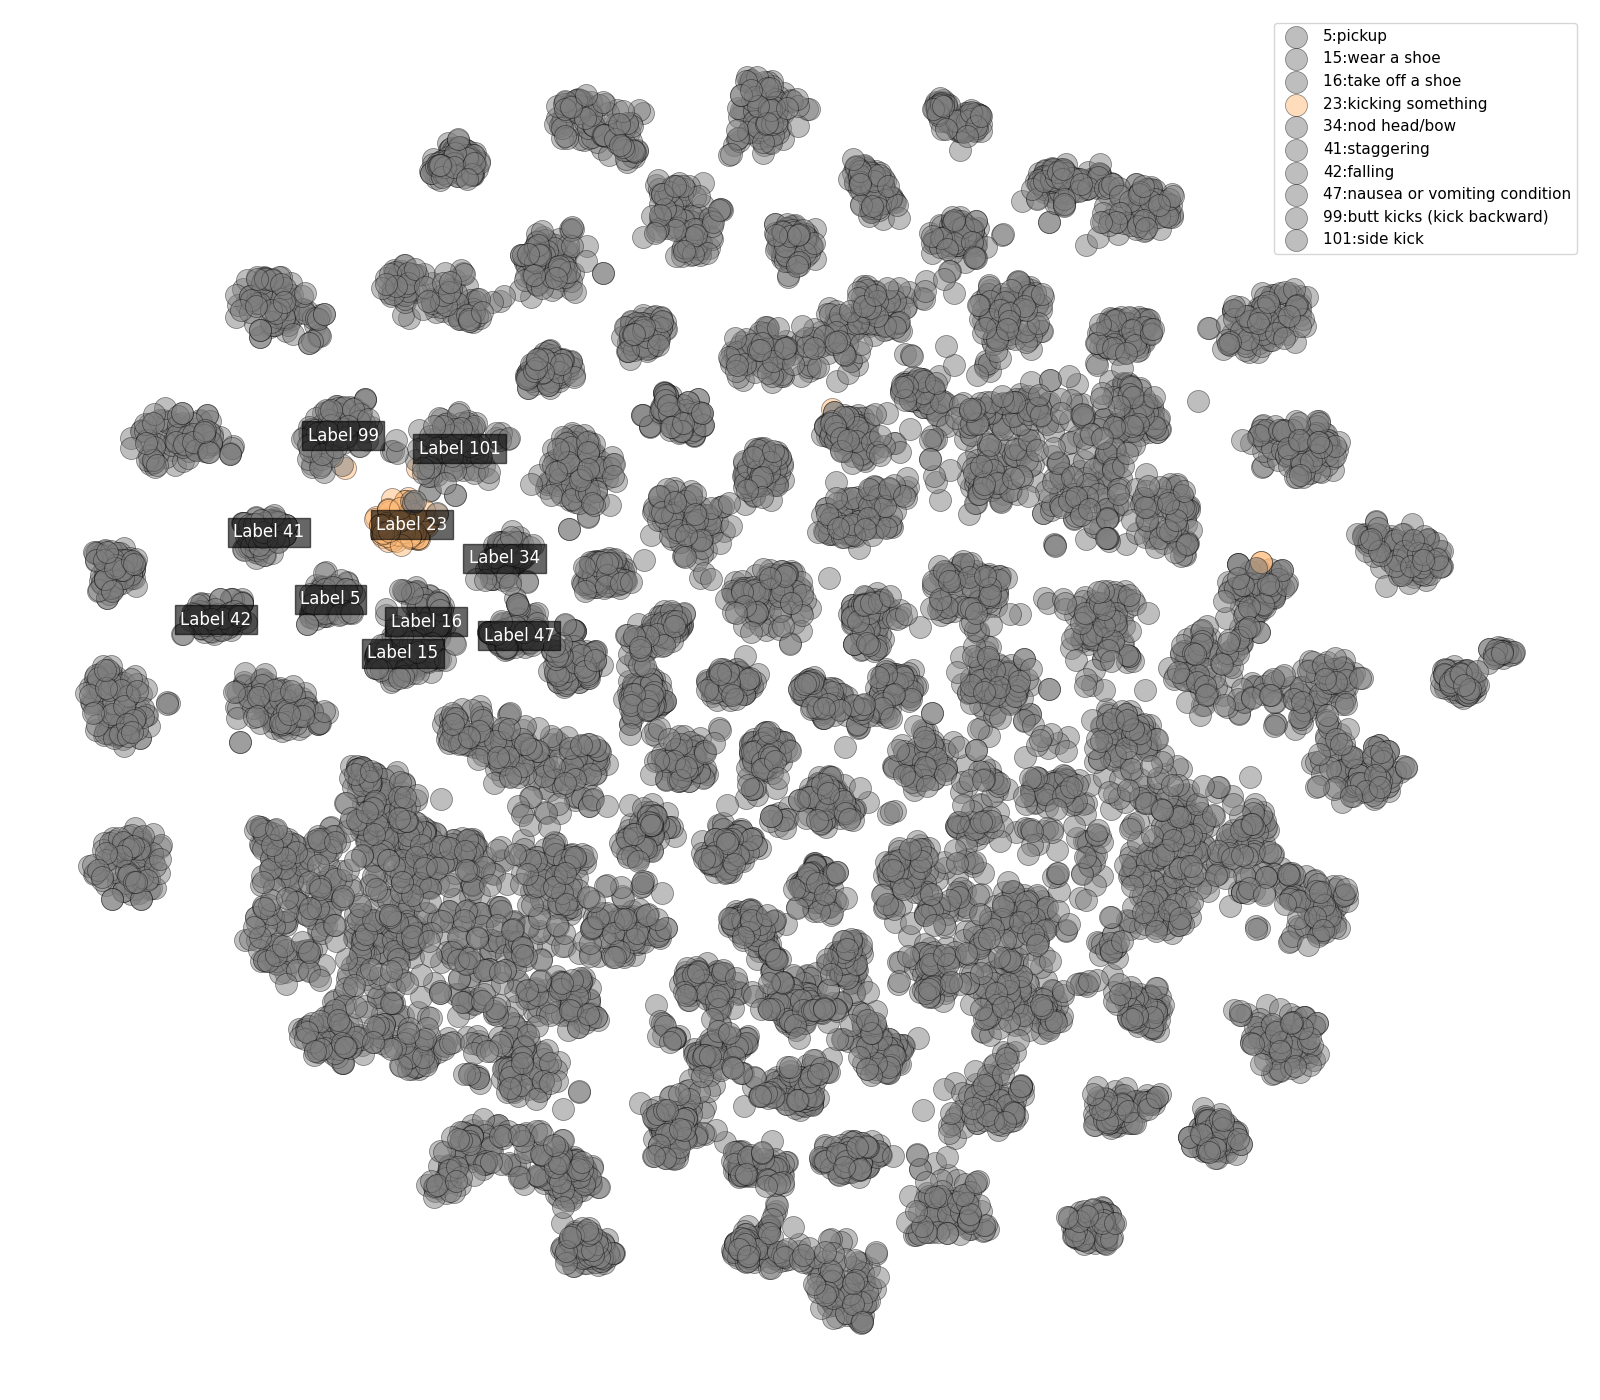 5:pickup
15:wear a shoe
16:take off a shoe
23:kicking something
34:nod head/bow
41:staggering
42:falling
47:nausea or vomiting condition
99:butt kicks (kick backward)
101:side kick
Label 99
Label 101
Label 23
Label 41
Label 34
Label 5
Label 42
Label 16
Label 47
Label 15